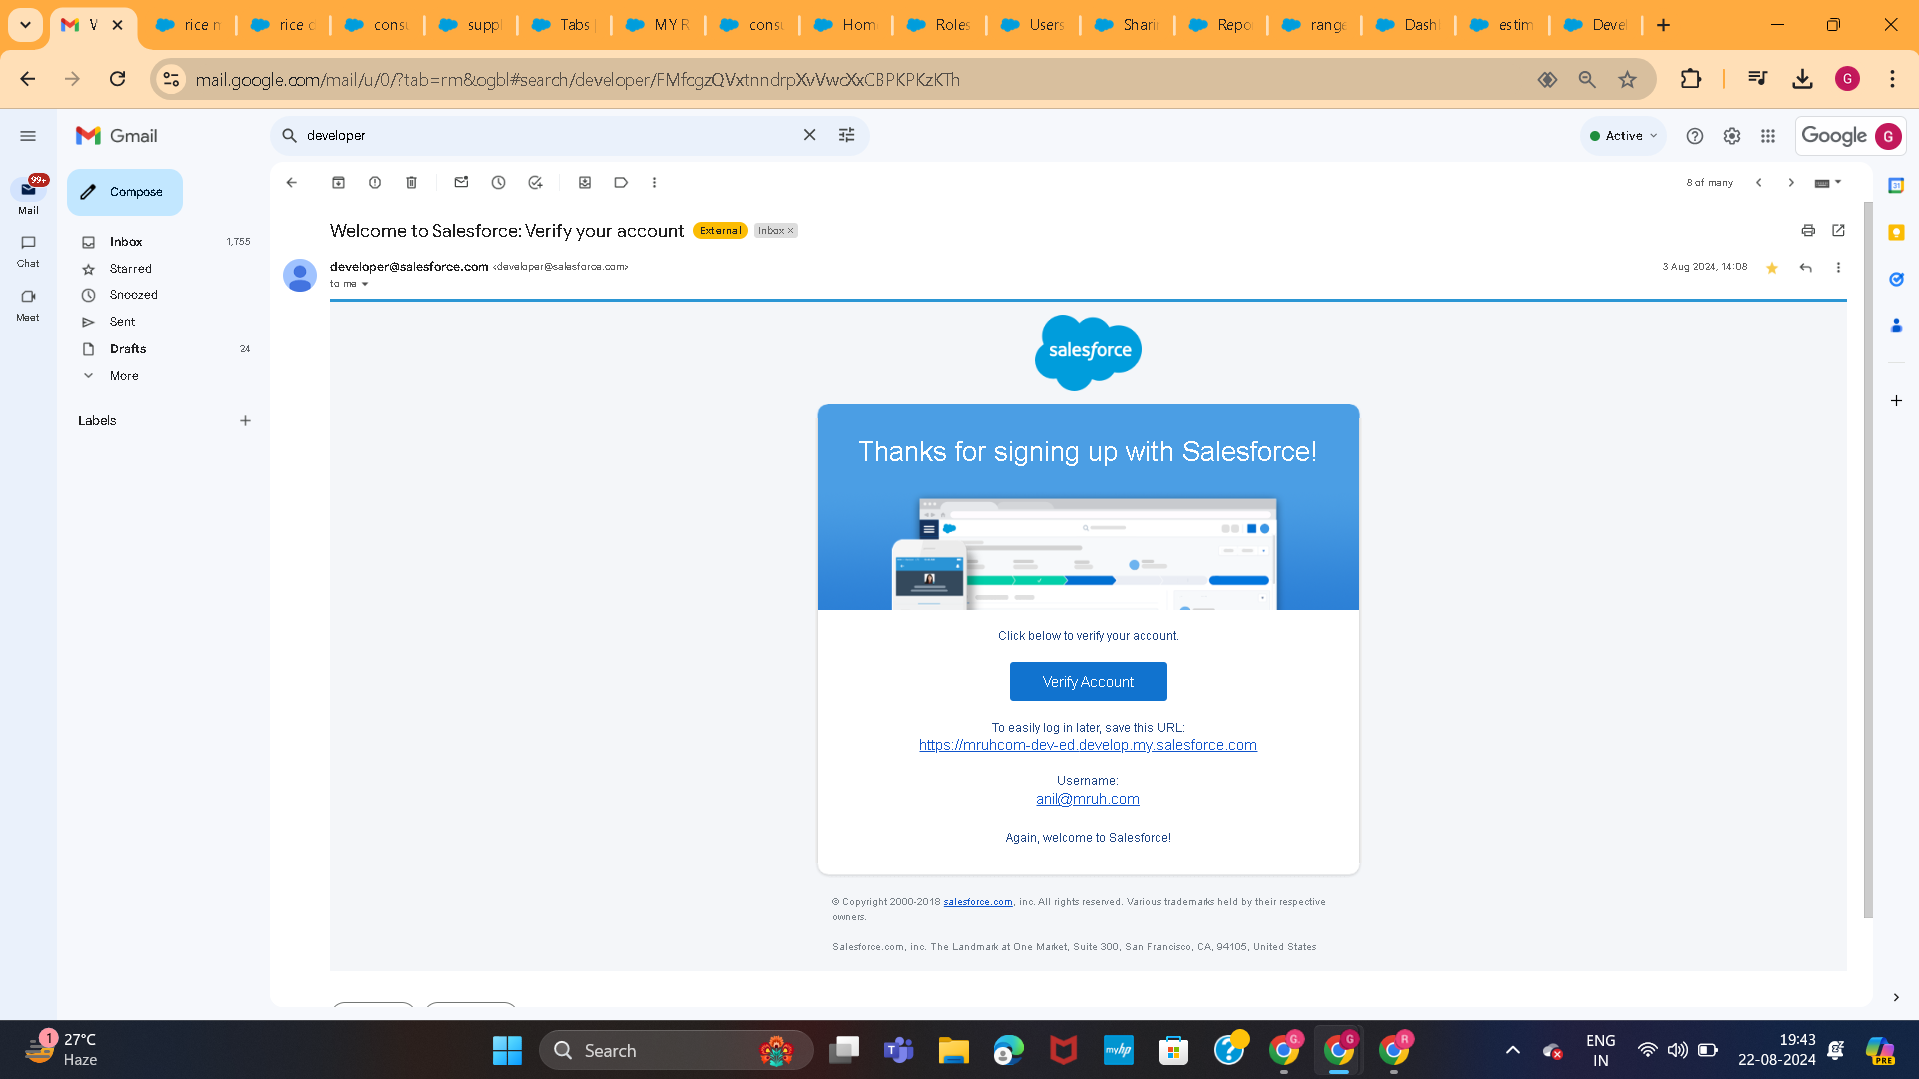 W
rice m
rice d
consu
suppl
Tabs
MY R
consu
Home
Roles
Users
Sharin
Repo
range
Dashl
estim
Devel
mail.google.com/mail/u/0/?tab=rm&ogbl#search/developer/FMfcgzQVxtnndrpXvVwcXxCBPKPKzKTh
G
Gmail
developer
Active
Google
G
99+
Mail
Chat
Meet
Compose
Inbox 1,755
Starred
Snoozed
Sent
Drafts 24
More
Labels
8 of many
Welcome to Salesforce: Verify your account External Inbox ×
developer@salesforce.com <developer@salesforce.com> 3 Aug 2024, 14:08
to me
salesforce
Thanks for signing up with Salesforce!
Click below to verify your account.
Verify Account
To easily log in later, save this URL:
https://mruhcom-dev-ed.develop.my.salesforce.com
Username:
anil@mruh.com
Again, welcome to Salesforce!
© Copyright 2000-2018 salesforce.com, inc. All rights reserved. Various trademarks held by their respective
owners.
Salesforce.com, inc. The Landmark at One Market, Suite 300, San Francisco, CA, 94105, United States
1
27°C
Haze
Search
myhp
G
G
R
ENG
IN
19:43
22-08-2024
PRE